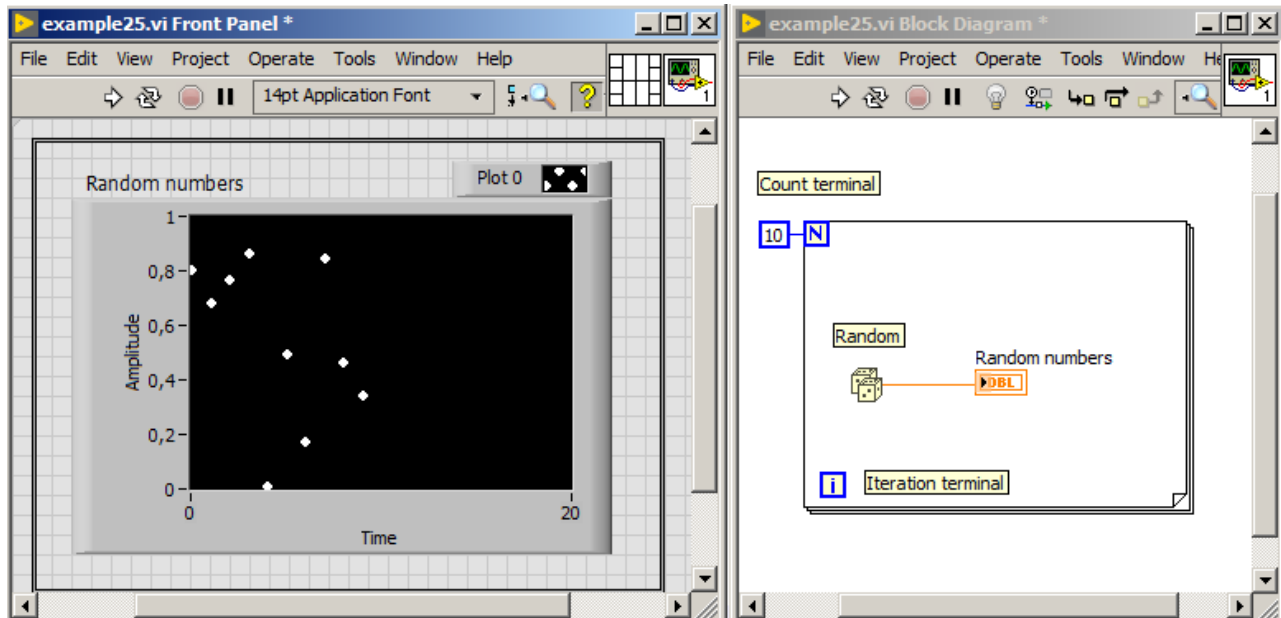 example25.vi Front Panel *
File Edit View Project Operate Tools Window Help
14pt Application Font
1
Random numbers
Plot 0
1
0,8
0,6
0,4
0,2
0
Amplitude
0 20
Time
example25.vi Block Diagram *
File Edit View Project Operate Tools Window He
1
Count terminal
10 N
Random
Random numbers
DBL
i Iteration terminal